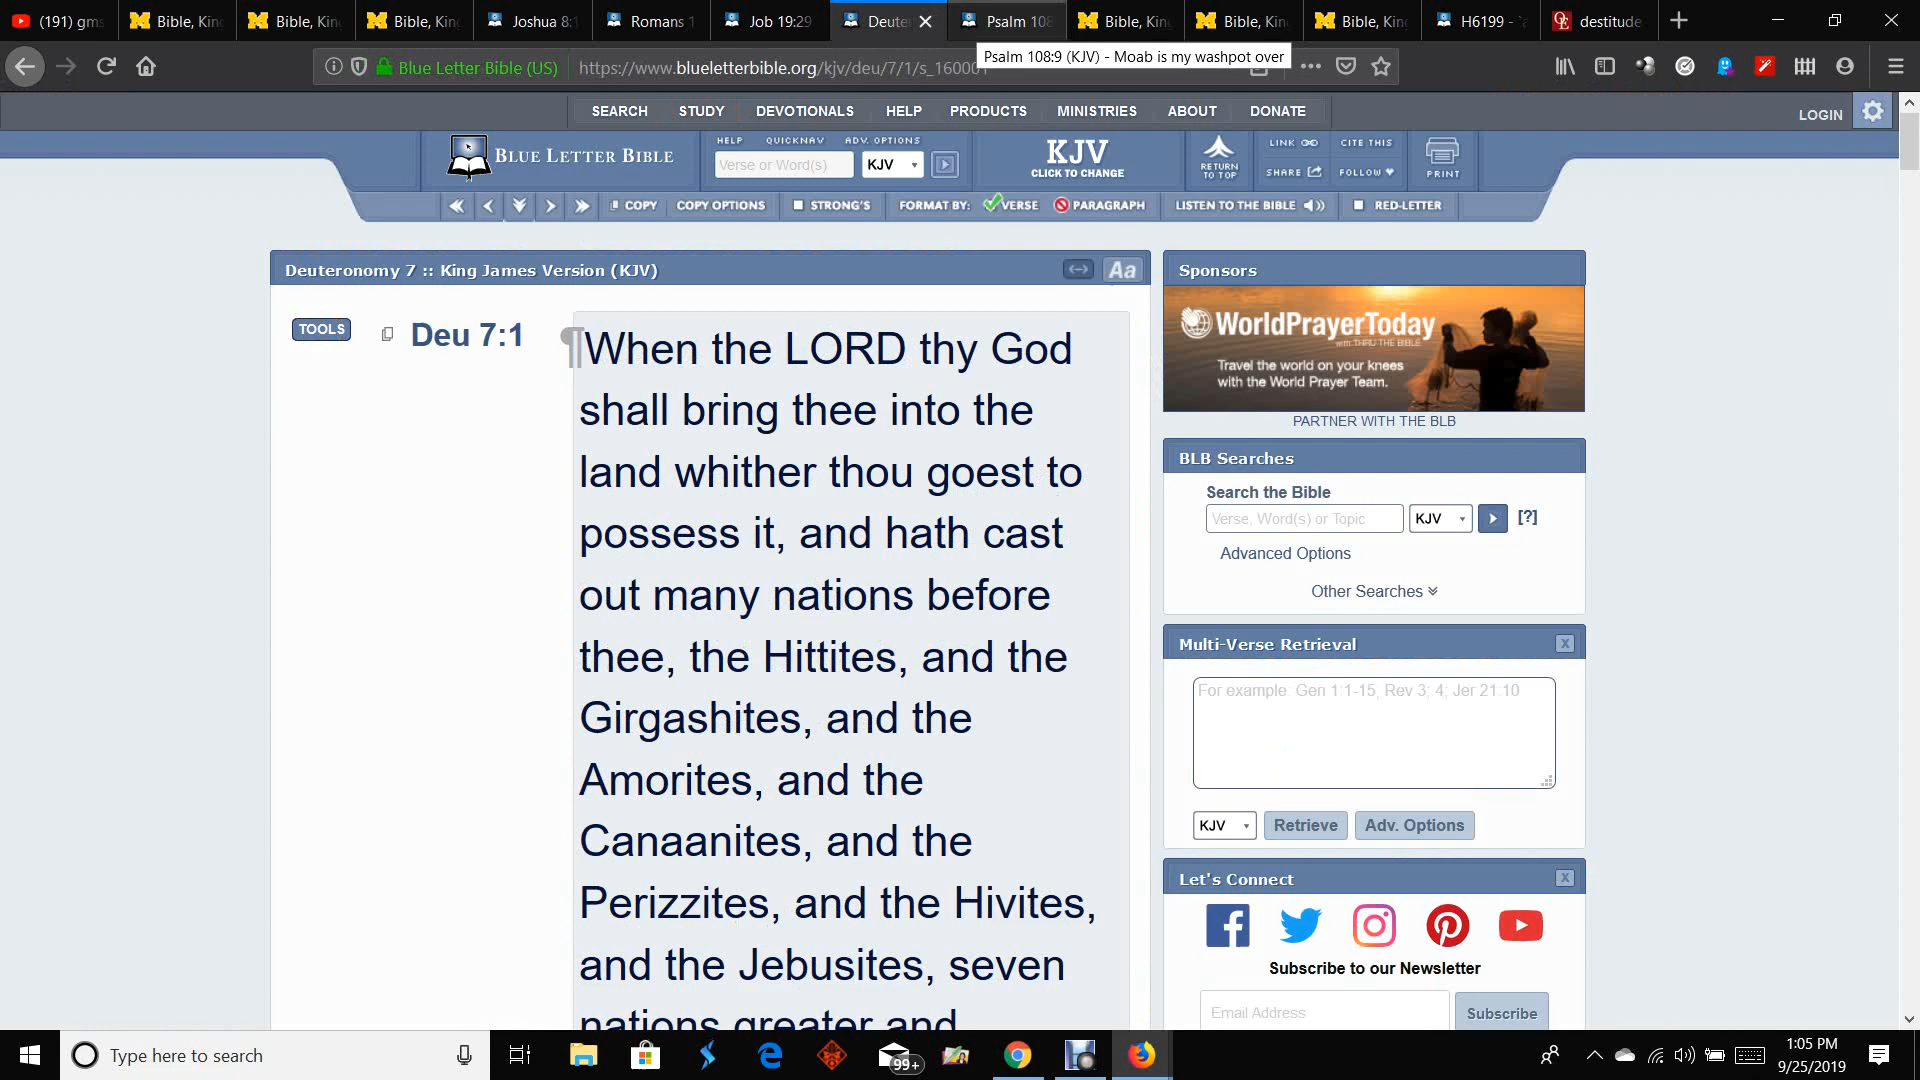 (191) gms
Bible, Kin
Bible, Kin
Bible, Kin
Joshua 8:1
Romans 1
Job 19:29
Deuter
Psalm 108
Bible, Kin
Bible, Kin
Bible, Kin
H6199 -
OE destitude
Psalm 108:9 (KJV) - Moab is my washpot over
Blue Letter Bible (US)
https://www.blueletterbible.org/kjv/deu/7/1/s_160001
SEARCH STUDY DEVOTIONALS HELP PRODUCTS MINISTRIES ABOUT DONATE
LOGIN
BLUE LETTER BIBLE
HELP QUICKNAV ADV. OPTIONS
Verse or Word(s)
KJV
KJV
CLICK TO CHANGE
RETURN
TO TOP
LINK CITE THIS
SHARE FOLLOW
PRINT
COPY COPY OPTIONS STRONG'S FORMAT BY: VERSE PARAGRAPH LISTEN TO THE BIBLE RED-LETTER
Deuteronomy 7 :: King James Version (KJV)
Aa
TOOLS
Deu 7:1
¶When the LORD thy God
shall bring thee into the
land whither thou goest to
possess it, and hath cast
out many nations before
thee, the Hittites, and the
Girgashites, and the
Amorites, and the
Canaanites, and the
Perizzites, and the Hivites,
and the Jebusites, seven
nations greater and
Sponsors
WorldPrayerToday
with THRU THE BIBLE
Travel the world on your knees
with the World Prayer Team.
PARTNER WITH THE BLB
BLB Searches
Search the Bible
Verse, Word(s) or Topic
KJV
[?]
Advanced Options
Other Searches
Multi-Verse Retrieval
X
For example: Gen 1:1-15; Rev 3; 4; Jer 21:10
KJV
Retrieve
Adv. Options
Let's Connect
X
Subscribe to our Newsletter
Email Address
Subscribe
Type here to search
99+
1:05 PM
9/25/2019